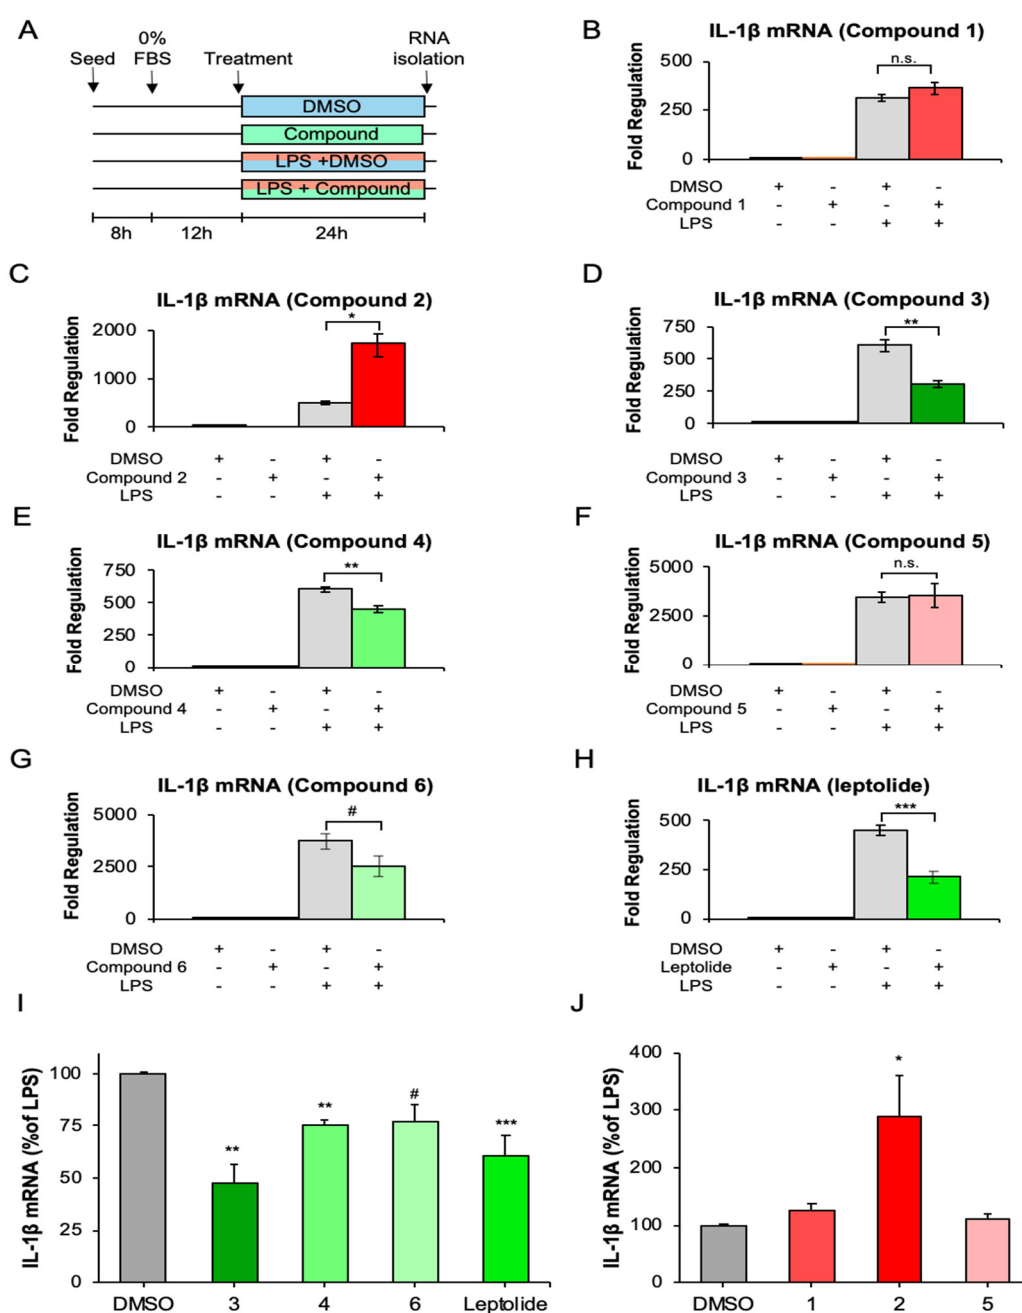 A
0%
RNA
Seed FBS Treatment isolation
DMSO
Compound
LPS +DMSO
LPS + Compound
8h 12h 24h
B
IL-1β mRNA (Compound 1)
Fold Regulation
500
250
0
n.s.
DMSO + - + -
Compound 1 - + - +
LPS - - + +
C
IL-1β mRNA (Compound 2)
Fold Regulation
2000
1000
0
*
DMSO + - + -
Compound 2 - + - +
LPS - - + +
D
IL-1β mRNA (Compound 3)
Fold Regulation
750
500
250
0
**
DMSO + - + -
Compound 3 - + - +
LPS - - + +
E
IL-1β mRNA (Compound 4)
Fold Regulation
750
500
250
0
**
DMSO + - + -
Compound 4 - + - +
LPS - - + +
F
IL-1β mRNA (Compound 5)
Fold Regulation
5000
2500
0
n.s.
DMSO + - + -
Compound 5 - + - +
LPS - - + +
G
IL-1β mRNA (Compound 6)
Fold Regulation
5000
2500
0
#
DMSO + - + -
Compound 6 - + - +
LPS - - + +
H
IL-1β mRNA (leptolide)
Fold Regulation
500
250
0
***
DMSO + - + -
Leptolide - + - +
LPS - - + +
I
IL-1β mRNA (%of LPS)
100
75
50
25
0
** ** # ***
DMSO 3 4 6 Leptolide
J
IL-1β mRNA (%of LPS)
400
300
200
100
0
*
DMSO 1 2 5